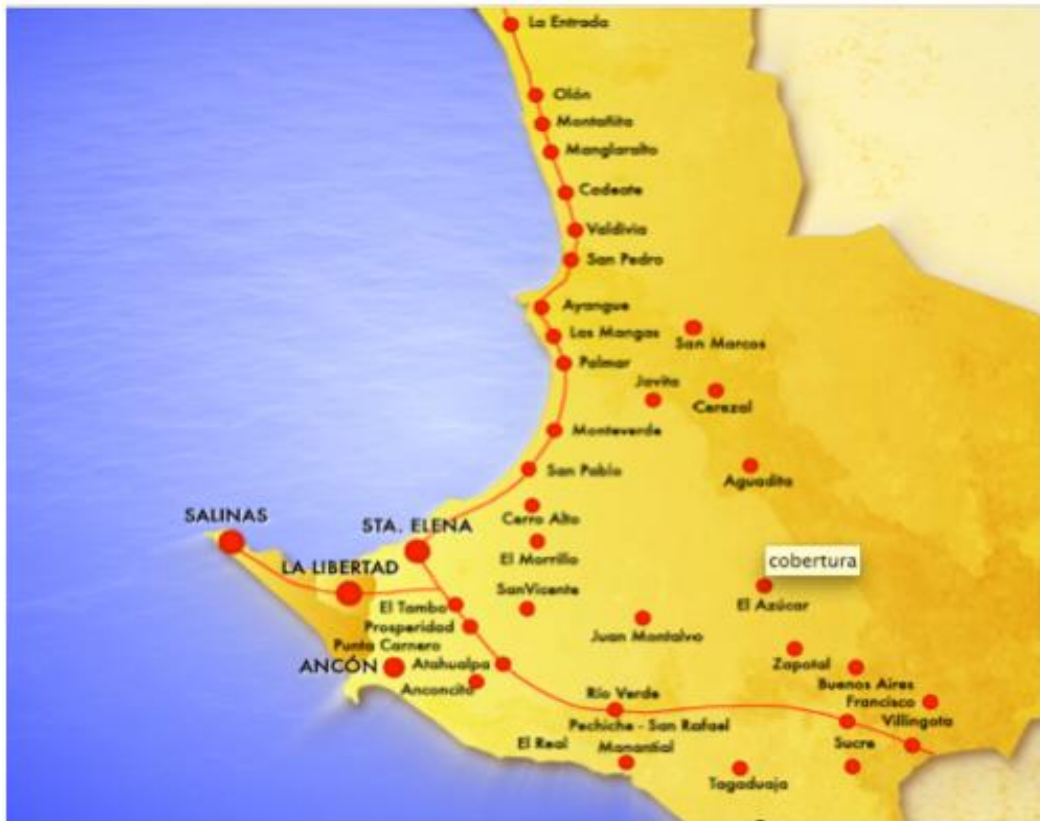 La Entrada
Olón
Montañita
Manglaralto
Cadeate
Valdivia
San Pedro
Ayangue
Las Mangas
Palmar
San Marcos
Javita
Cerezal
Monteverde
San Pablo
Aguadita
SALINAS
STA. ELENA
Cerro Alto
El Morrillo
cobertura
LA LIBERTAD
SanVicente
El Azúcar
El Tambo
Prosperidad
Juan Montalvo
Punta Carnero
ANCÓN
Atahualpa
Zapotal
Anconcito
Buenos Aires
Río Verde
Francisco
Pechiche - San Rafael
Villingota
El Real
Manantial
Sucre
Tagaduaja